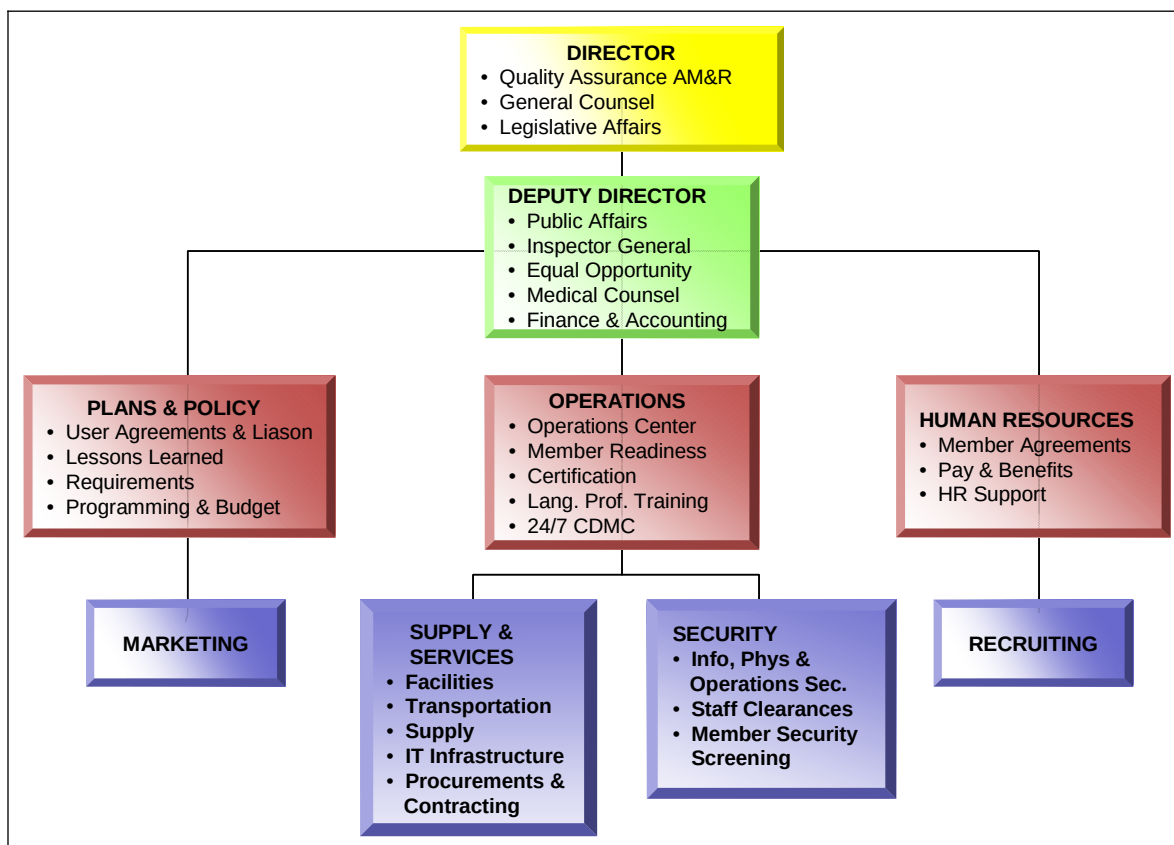 DIRECTOR
• Quality Assurance AM&R
• General Counsel
• Legislative Affairs
DEPUTY DIRECTOR
• Public Affairs
• Inspector General
• Equal Opportunity
• Medical Counsel
• Finance & Accounting
PLANS & POLICY
• User Agreements & Liason
• Lessons Learned
• Requirements
• Programming & Budget
OPERATIONS
• Operations Center
• Member Readiness
• Certification
• Lang. Prof. Training
• 24/7 CDMC
HUMAN RESOURCES
• Member Agreements
• Pay & Benefits
• HR Support
MARKETING
SUPPLY &
SERVICES
• Facilities
• Transportation
• Supply
• IT Infrastructure
• Procurements &
Contracting
SECURITY
• Info, Phys &
Operations Sec.
• Staff Clearances
• Member Security
Screening
RECRUITING